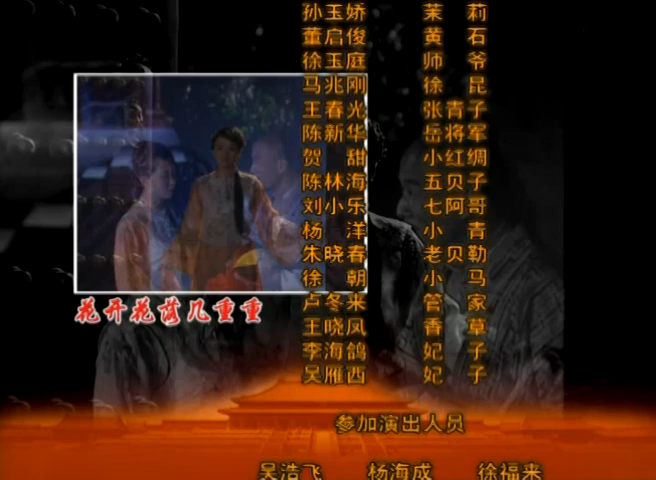 孙玉娇 茉莉
董启俊 黄石
徐玉庭 师爷
马兆刚 徐昆
王春光 张青子
陈新华 岳将军
贺甜 小红绸
陈林海 五贝子
刘小乐 七阿哥
杨洋 小青
朱晓春 老贝勒
徐朝 小马
卢冬来 管家
王晓凤 香草
李海鸽 妃子
吴雁西 妃子
花开花落几重重
参加演出人员
吴浩飞 杨海成 徐福来